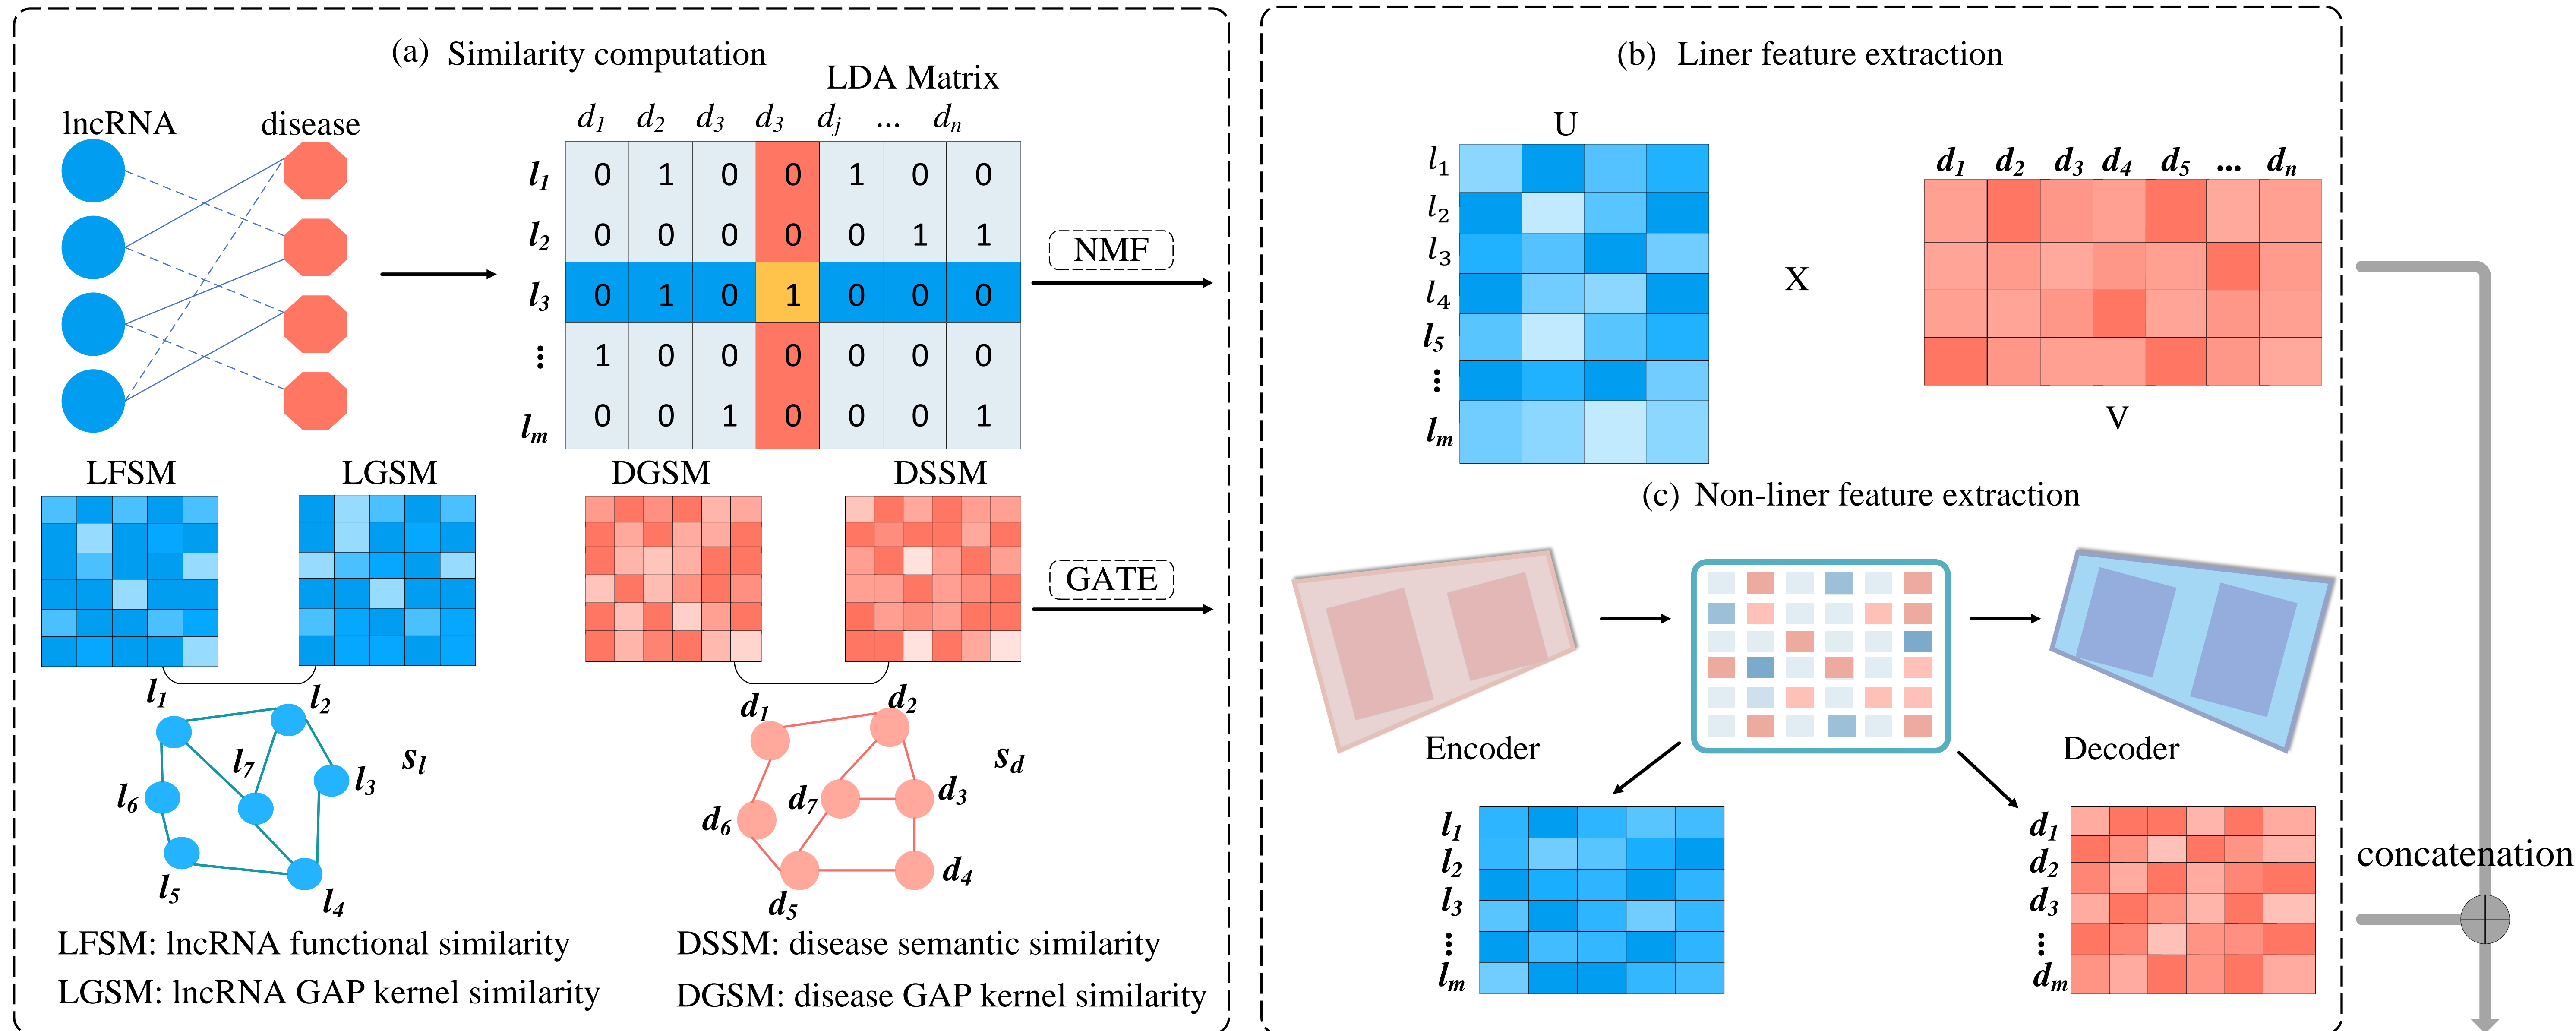 (a) Similarity computation
LDA Matrix
lncRNA disease
d1 d2 d3 d3 dj ... dn
l1 0 1 0 0 1 0 0
l2 0 0 0 0 0 1 1
l3 0 1 0 1 0 0 0
⋮ 1 0 0 0 0 0 0
lm 0 0 1 0 0 0 1
NMF
LFSM LGSM DGSM DSSM
GATE
l1 l2
l7 sl
l3
l6
l5
l4
d1 d2
sd
d7 d3
d6
d4
d5
LFSM: lncRNA functional similarity
LGSM: lncRNA GAP kernel similarity
DSSM: disease semantic similarity
DGSM: disease GAP kernel similarity
(b) Liner feature extraction
U
l1
l2
l3
l4
l5
⋮
lm
X
d1 d2 d3 d4 d5 ... dn
V
(c) Non-liner feature extraction
Encoder
Decoder
l1
l2
l3
⋮
lm
d1
d2
d3
⋮
dm
concatenation